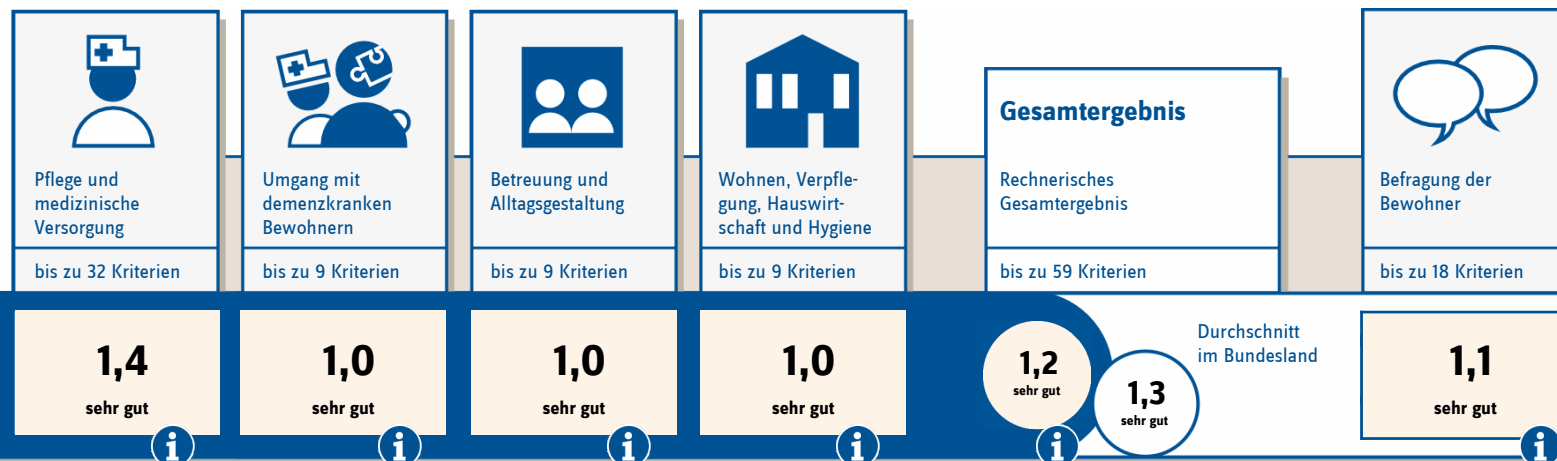 Pflege und
medizinische
Versorgung
bis zu 32 Kriterien
1,4
sehr gut
i
Umgang mit
demenzkranken
Bewohnern
bis zu 9 Kriterien
1,0
sehr gut
i
Betreuung und
Alltagsgestaltung
bis zu 9 Kriterien
1,0
sehr gut
i
Wohnen, Verpfle-
gung, Hauswirt-
schaft und Hygiene
bis zu 9 Kriterien
1,0
sehr gut
i
Gesamtergebnis
Rechnerisches
Gesamtergebnis
bis zu 59 Kriterien
1,2
sehr gut
i
1,3
sehr gut
Durchschnitt
im Bundesland
Befragung der
Bewohner
bis zu 18 Kriterien
1,1
sehr gut
i